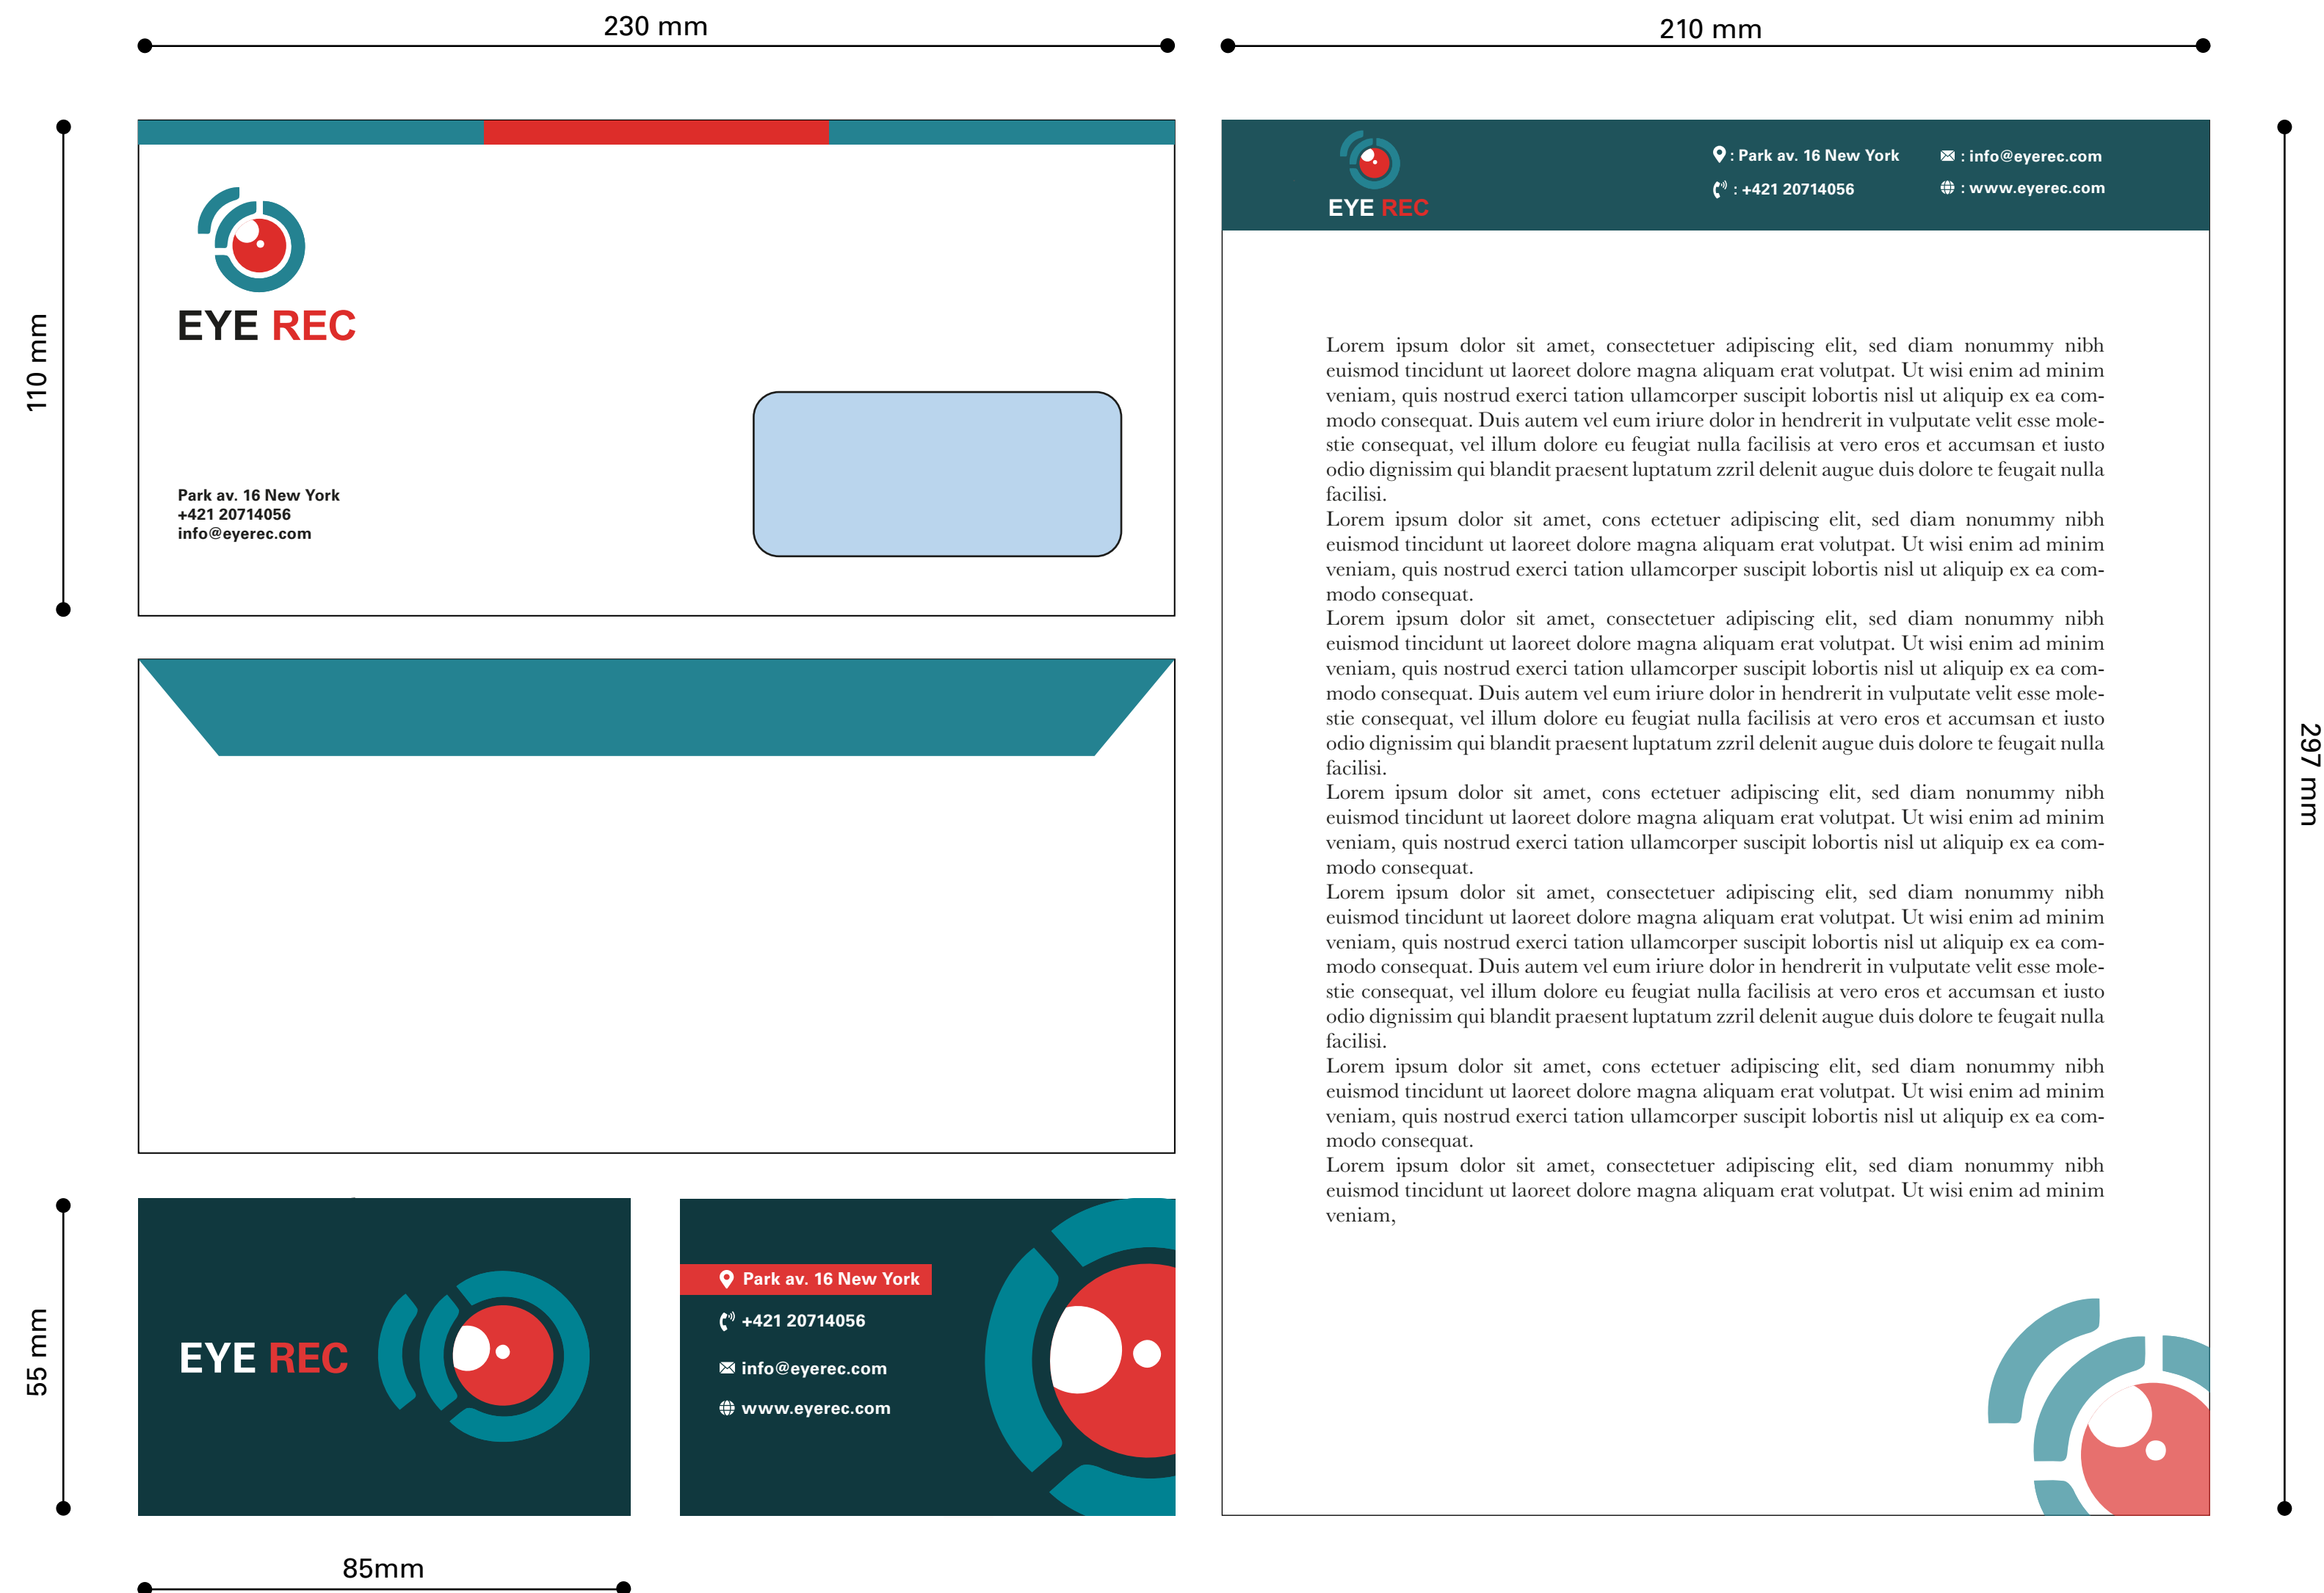 230 mm
210 mm
110 mm
EYE REC
Park av. 16 New York
+421 20714056
info@eyerec.com
EYE REC
: Park av. 16 New York
: +421 20714056
: info@eyerec.com
: www.eyerec.com
297 mm
Lorem ipsum dolor sit amet, consectetuer adipiscing elit, sed diam nonummy nibh
euismod tincidunt ut laoreet dolore magna aliquam erat volutpat. Ut wisi enim ad minim
veniam, quis nostrud exerci tation ullamcorper suscipit lobortis nisl ut aliquip ex ea com-
modo consequat. Duis autem vel eum iriure dolor in hendrerit in vulputate velit esse mole-
stie consequat, vel illum dolore eu feugiat nulla facilisis at vero eros et accumsan et iusto
odio dignissim qui blandit praesent luptatum zzril delenit augue duis dolore te feugait nulla
facilisi.
Lorem ipsum dolor sit amet, cons ectetuer adipiscing elit, sed diam nonummy nibh
euismod tincidunt ut laoreet dolore magna aliquam erat volutpat. Ut wisi enim ad minim
veniam, quis nostrud exerci tation ullamcorper suscipit lobortis nisl ut aliquip ex ea com-
modo consequat.
Lorem ipsum dolor sit amet, consectetuer adipiscing elit, sed diam nonummy nibh
euismod tincidunt ut laoreet dolore magna aliquam erat volutpat. Ut wisi enim ad minim
veniam, quis nostrud exerci tation ullamcorper suscipit lobortis nisl ut aliquip ex ea com-
modo consequat. Duis autem vel eum iriure dolor in hendrerit in vulputate velit esse mole-
stie consequat, vel illum dolore eu feugiat nulla facilisis at vero eros et accumsan et iusto
odio dignissim qui blandit praesent luptatum zzril delenit augue duis dolore te feugait nulla
facilisi.
Lorem ipsum dolor sit amet, cons ectetuer adipiscing elit, sed diam nonummy nibh
euismod tincidunt ut laoreet dolore magna aliquam erat volutpat. Ut wisi enim ad minim
veniam, quis nostrud exerci tation ullamcorper suscipit lobortis nisl ut aliquip ex ea com-
modo consequat.
Lorem ipsum dolor sit amet, consectetuer adipiscing elit, sed diam nonummy nibh
euismod tincidunt ut laoreet dolore magna aliquam erat volutpat. Ut wisi enim ad minim
veniam, quis nostrud exerci tation ullamcorper suscipit lobortis nisl ut aliquip ex ea com-
modo consequat. Duis autem vel eum iriure dolor in hendrerit in vulputate velit esse mole-
stie consequat, vel illum dolore eu feugiat nulla facilisis at vero eros et accumsan et iusto
odio dignissim qui blandit praesent luptatum zzril delenit augue duis dolore te feugait nulla
facilisi.
Lorem ipsum dolor sit amet, cons ectetuer adipiscing elit, sed diam nonummy nibh
euismod tincidunt ut laoreet dolore magna aliquam erat volutpat. Ut wisi enim ad minim
veniam, quis nostrud exerci tation ullamcorper suscipit lobortis nisl ut aliquip ex ea com-
modo consequat.
Lorem ipsum dolor sit amet, consectetuer adipiscing elit, sed diam nonummy nibh
euismod tincidunt ut laoreet dolore magna aliquam erat volutpat. Ut wisi enim ad minim
veniam,
55 mm
EYE REC
Park av. 16 New York
+421 20714056
info@eyerec.com
www.eyerec.com
85mm